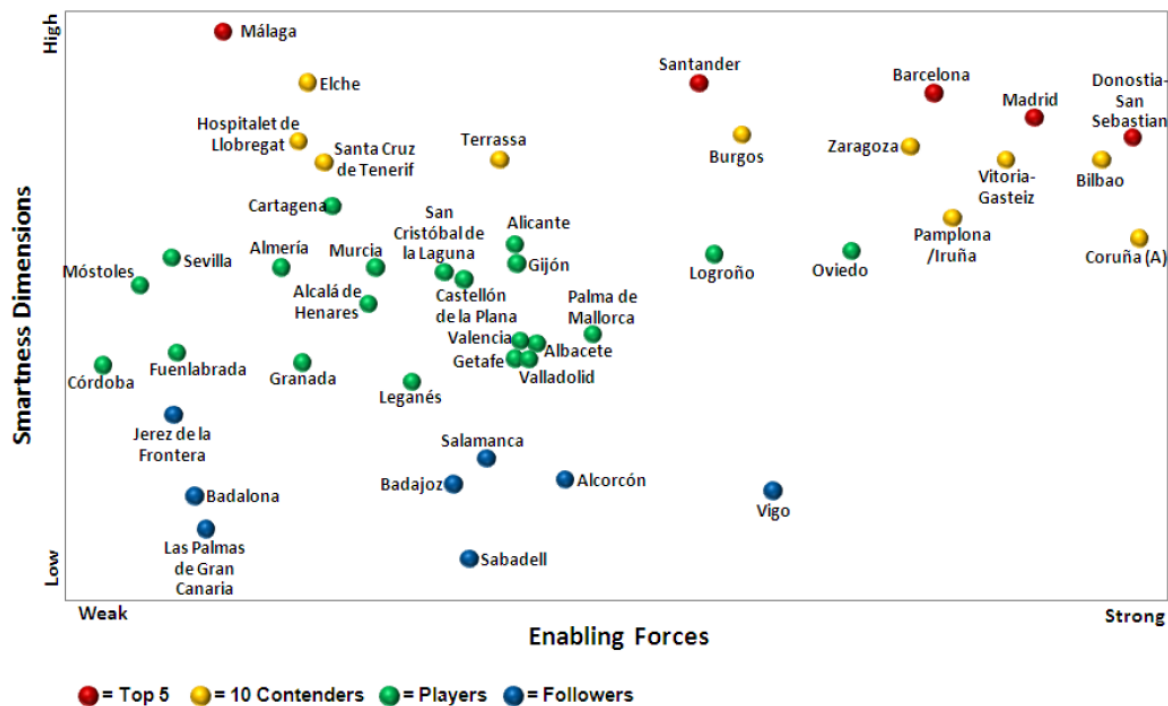 High
Málaga
Elche
Santander
Barcelona
Madrid
Donostia-
San
Sebastian
Hospitalet de
Llobregat
Santa Cruz
de Tenerif
Terrassa
Burgos
Zaragoza
Vitoria-
Gasteiz
Bilbao
Cartagena
San
Cristóbal de
la Laguna
Alicante
Pamplona
/Iruña
Coruña (A)
Móstoles
Sevilla
Almería
Murcia
Gijón
Logroño
Oviedo
Alcalá de
Henares
Castellón
de la Plana
Palma de
Mallorca
Valencia
Albacete
Getafe
Valladolid
Córdoba
Fuenlabrada
Granada
Leganés
Jerez de la
Frontera
Salamanca
Badajoz
Alcorcón
Vigo
Badalona
Las Palmas
de Gran
Canaria
Sabadell
Smartness Dimensions
Low
Weak
Strong
Enabling Forces
= Top 5
= 10 Contenders
= Players
= Followers